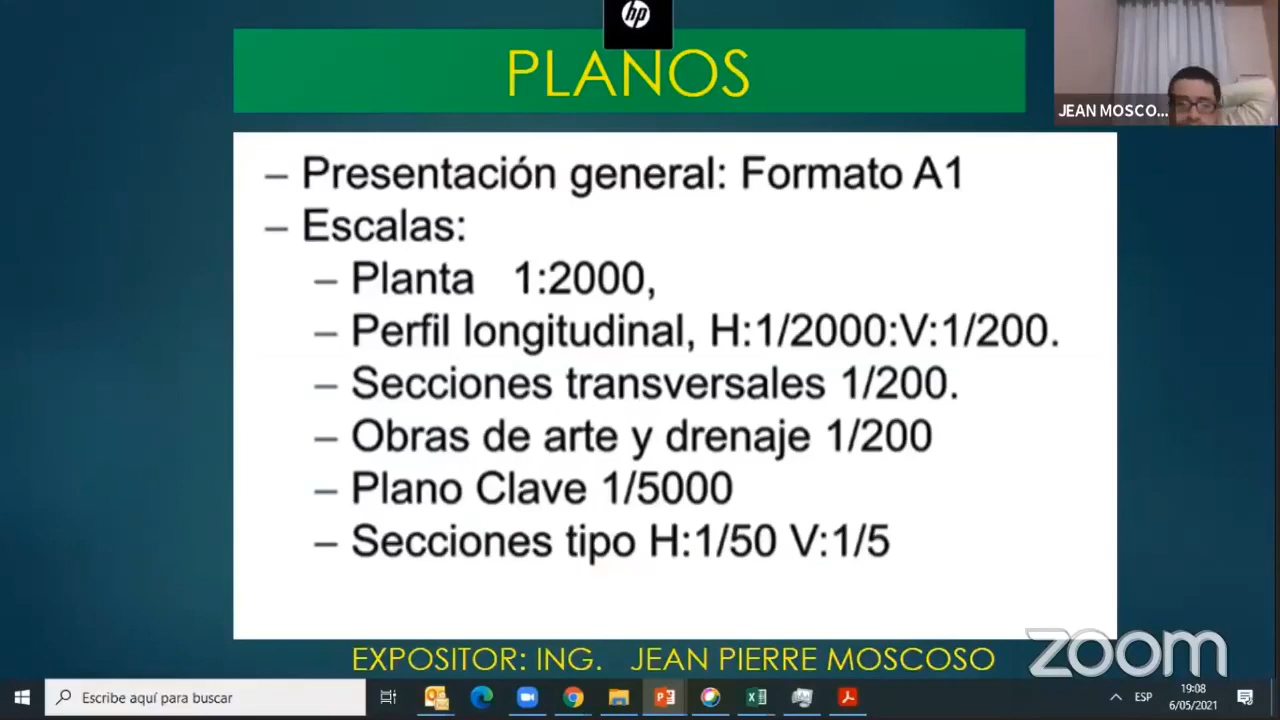 hp
PLANOS
JEAN MOSCO...
– Presentación general: Formato A1
– Escalas:
– Planta 1:2000,
– Perfil longitudinal, H:1/2000:V:1/200.
– Secciones transversales 1/200.
– Obras de arte y drenaje 1/200
– Plano Clave 1/5000
– Secciones tipo H:1/50 V:1/5
EXPOSITOR: ING. JEAN PIERRE MOSCOSO
zoom
Escribe aquí para buscar
ESP
19:08
6/05/2021